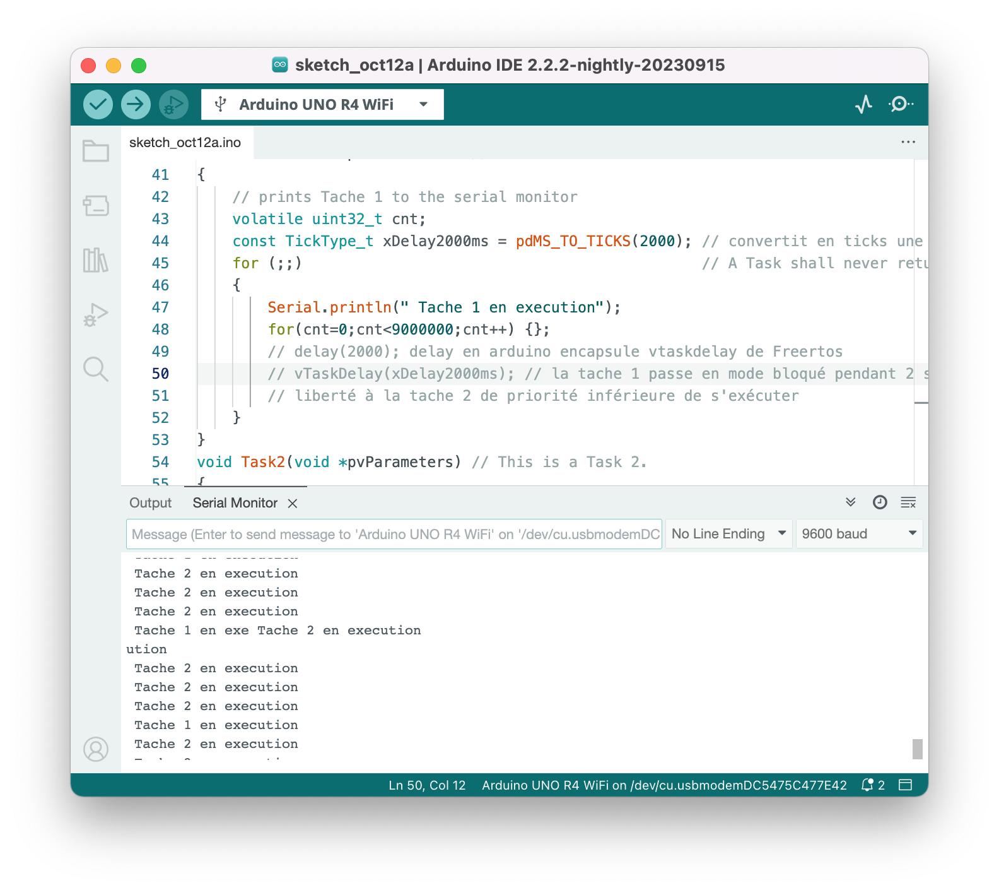 sketch_oct12a | Arduino IDE 2.2.2-nightly-20230915
Arduino UNO R4 WiFi
sketch_oct12a.ino
41 {
42 // prints Tache 1 to the serial monitor
43 volatile uint32_t cnt;
44 const TickType_t xDelay2000ms = pdMS_TO_TICKS(2000); // convertit en ticks une
45 for (;;) // A Task shall never retu
46 {
47 Serial.println(" Tache 1 en execution");
48 for(cnt=0;cnt<9000000;cnt++) {};
49 // delay(2000); delay en arduino encapsule vtaskdelay de Freertos
50 // vTaskDelay(xDelay2000ms); // la tache 1 passe en mode bloqué pendant 2 s
51 // liberté à la tache 2 de priorité inférieure de s'exécuter
52 }
53 }
54 void Task2(void *pvParameters) // This is a Task 2.
55 {
Output Serial Monitor
Message (Enter to send message to 'Arduino UNO R4 WiFi' on '/dev/cu.usbmodemDC No Line Ending 9600 baud
Tache 2 en execution
Tache 2 en execution
Tache 2 en execution
Tache 1 en exe Tache 2 en execution
ution
Tache 2 en execution
Tache 2 en execution
Tache 2 en execution
Tache 1 en execution
Tache 2 en execution
Ln 50, Col 12 Arduino UNO R4 WiFi on /dev/cu.usbmodemDC5475C477E42 2